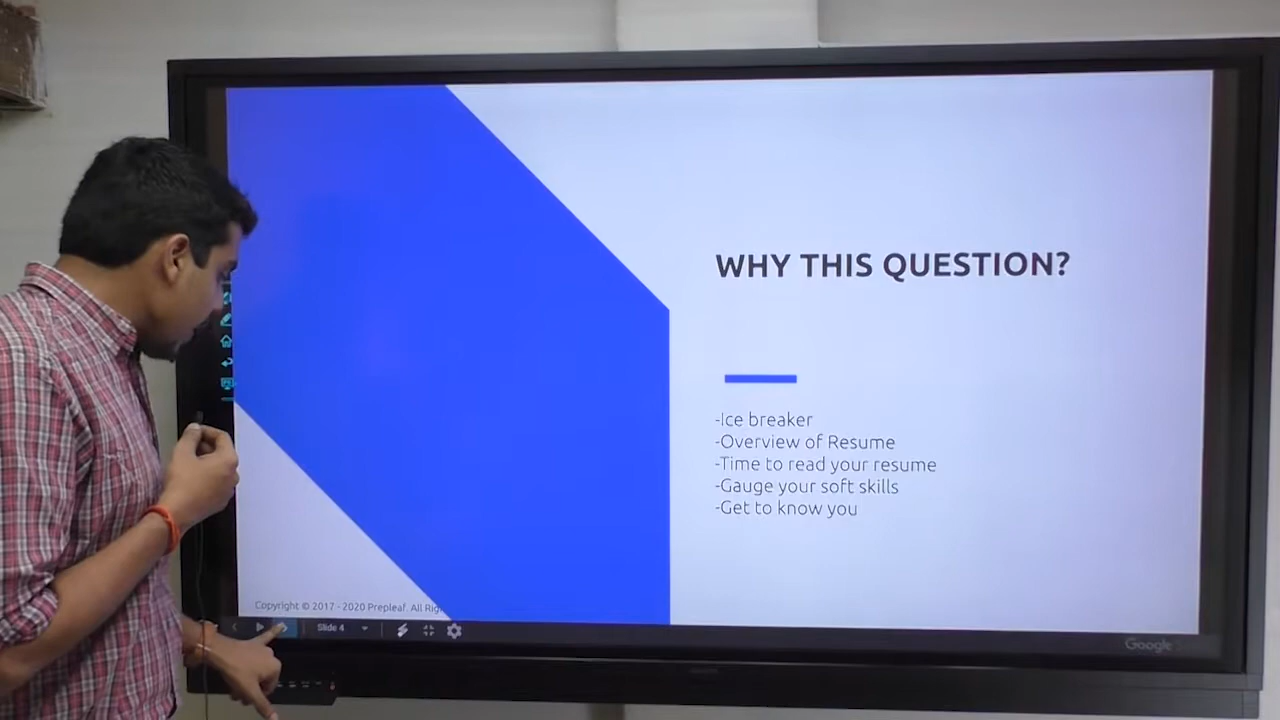 WHY THIS QUESTION?
-Ice breaker
-Overview of Resume
-Time to read your resume
-Gauge your soft skills
-Get to know you
Copyright © 2017 - 2020 Prepleaf. All
Slide 4
Google